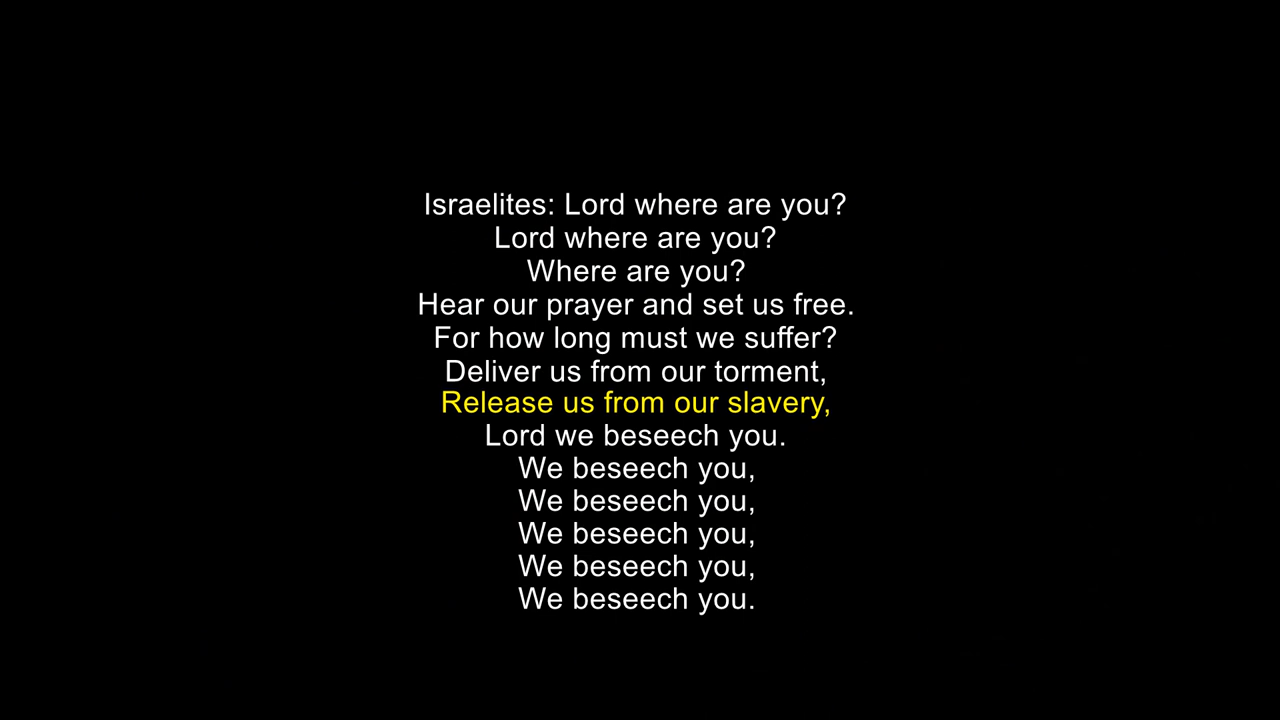 Israelites: Lord where are you?
Lord where are you?
Where are you?
Hear our prayer and set us free.
For how long must we suffer?
Deliver us from our torment,
Release us from our slavery,
Lord we beseech you.
We beseech you,
We beseech you,
We beseech you,
We beseech you,
We beseech you.